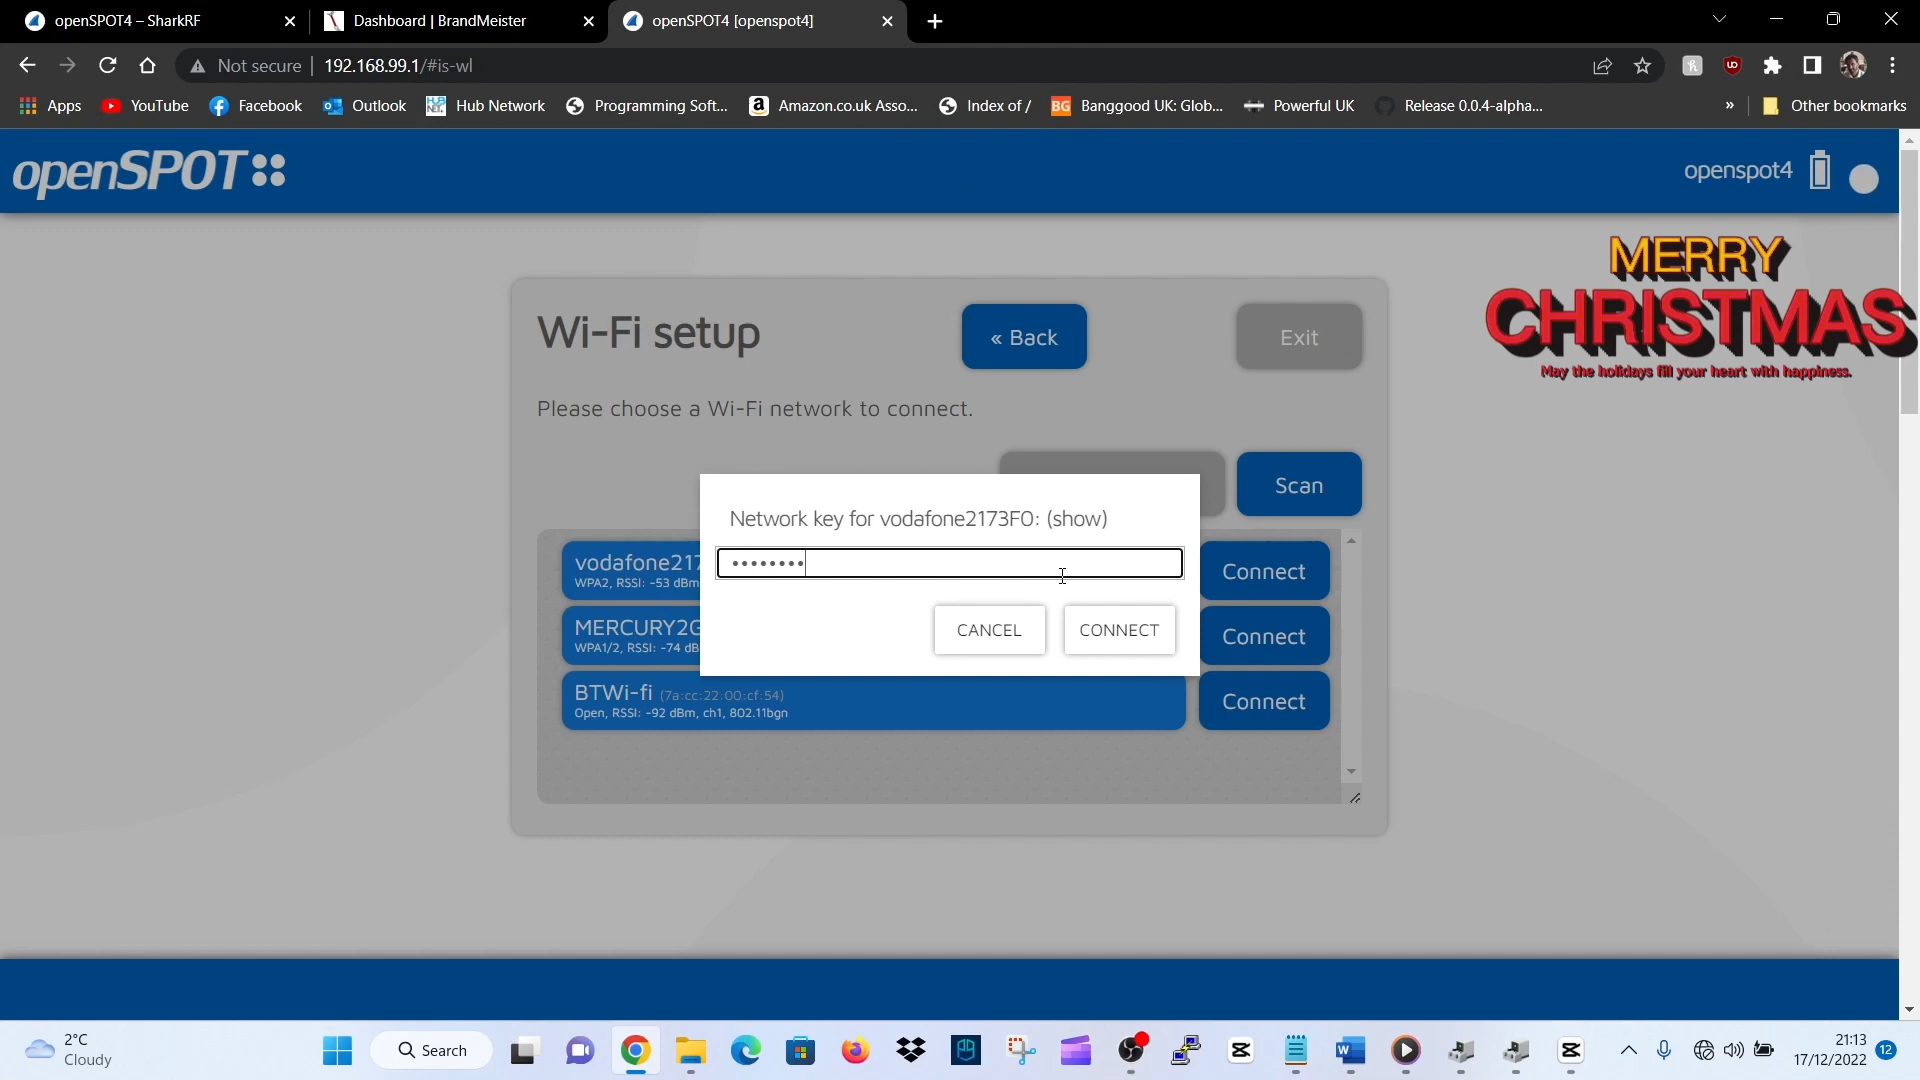 openSPOT4 – SharkRF
Dashboard | BrandMeister
openSPOT4 [openspot4]
Not secure
192.168.99.1/#is-wl
Apps
YouTube
Facebook
Outlook
Hub Network
Programming Soft...
Amazon.co.uk Asso...
Index of /
Banggood UK: Glob...
Powerful UK
Release 0.0.4-alpha...
»
Other bookmarks
openSPOT
openspot4
MERRY
CHRISTMAS
May the holidays fill your heart with happiness.
Wi-Fi setup
« Back
Exit
Please choose a Wi-Fi network to connect.
Scan
Network key for vodafone2173F0: (show)
••••••••
CANCEL
CONNECT
vodafone217
WPA2, RSSI: -53 dBm
Connect
MERCURY2G
WPA1/2, RSSI: -74 dB
Connect
BTWi-fi (7a:cc:22:00:cf:54)
Open, RSSI: -92 dBm, ch1, 802.11bgn
Connect
2°C
Cloudy
Search
21:13
17/12/2022
12